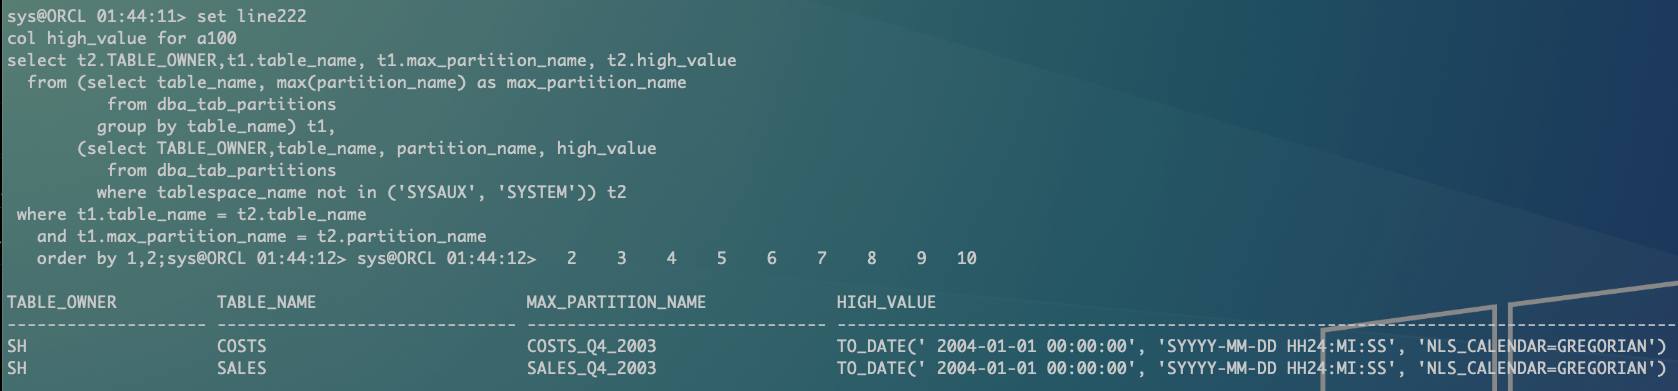 sys@ORCL 01:44:11> set line222
col high_value for a100
select t2.TABLE_OWNER,t1.table_name, t1.max_partition_name, t2.high_value
  from (select table_name, max(partition_name) as max_partition_name
          from dba_tab_partitions
         group by table_name) t1,
       (select TABLE_OWNER,table_name, partition_name, high_value
          from dba_tab_partitions
         where tablespace_name not in ('SYSAUX', 'SYSTEM')) t2
 where t1.table_name = t2.table_name
   and t1.max_partition_name = t2.partition_name
   order by 1,2;sys@ORCL 01:44:12> sys@ORCL 01:44:12>   2    3    4    5    6    7    8    9   10
TABLE_OWNER          TABLE_NAME                     MAX_PARTITION_NAME             HIGH_VALUE
-------------------- ------------------------------ ------------------------------ ----------------------------------------------------------------------------------------------------
SH                   COSTS                          COSTS_Q4_2003                  TO_DATE(' 2004-01-01 00:00:00', 'SYYYY-MM-DD HH24:MI:SS', 'NLS_CALENDAR=GREGORIAN')
SH                   SALES                          SALES_Q4_2003                  TO_DATE(' 2004-01-01 00:00:00', 'SYYYY-MM-DD HH24:MI:SS', 'NLS_CALENDAR=GREGORIAN')